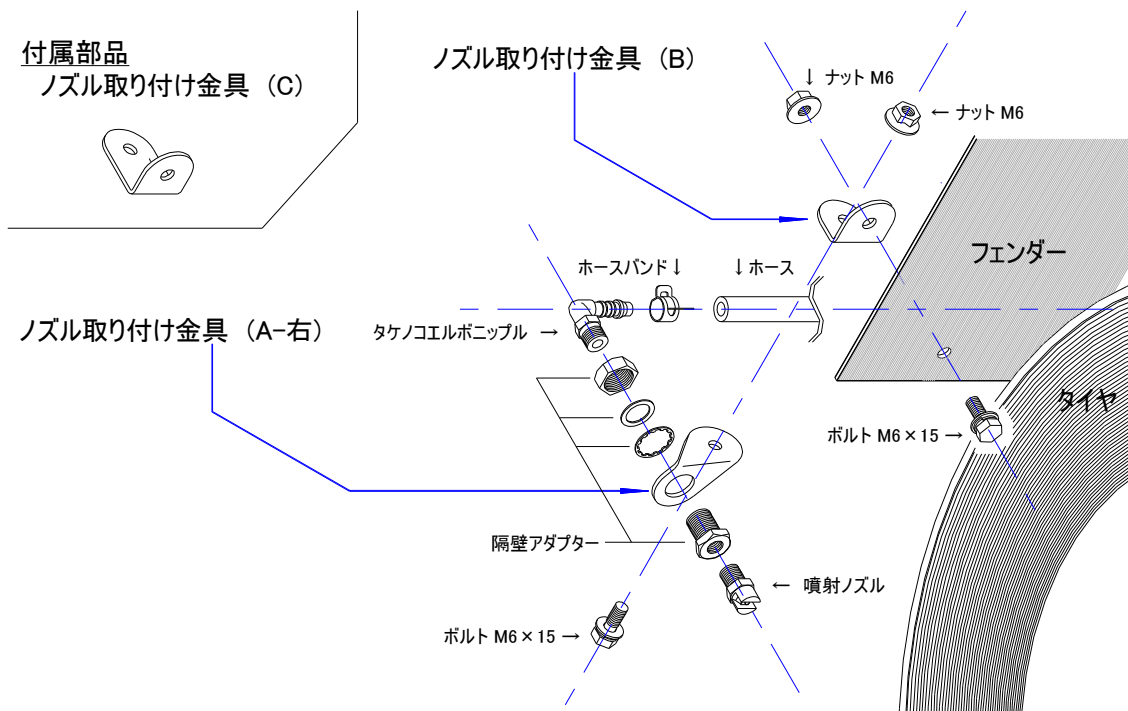 付属部品
ノズル取り付け金具 (C)
ノズル取り付け金具 (B)
↓ ナット M6
← ナット M6
フェンダー
ホースバンド↓
↓ホース
ノズル取り付け金具 (A-右)
タケノコエルボニップル →
タイヤ
ボルト M6×15→
隔壁アダプター
← 噴射ノズル
ボルト M6×15→